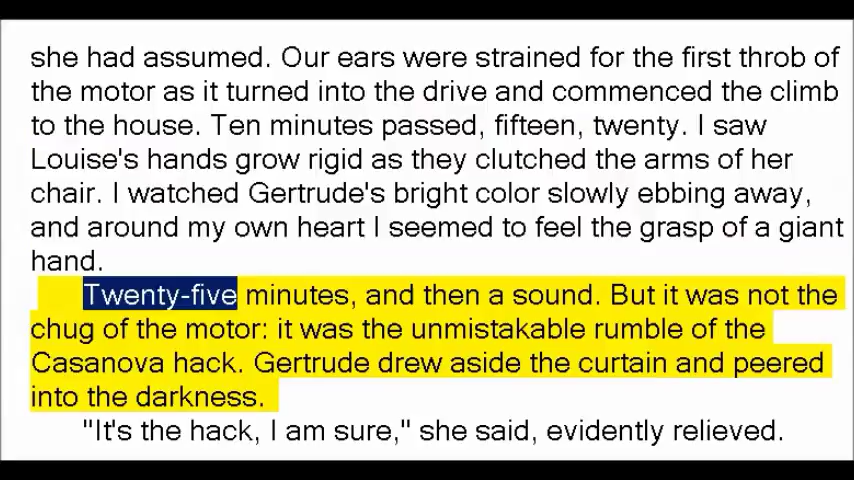 she had assumed. Our ears were strained for the first throb of
the motor as it turned into the drive and commenced the climb
to the house. Ten minutes passed, fifteen, twenty. I saw
Louise's hands grow rigid as they clutched the arms of her
chair. I watched Gertrude's bright color slowly ebbing away,
and around my own heart I seemed to feel the grasp of a giant
hand.
Twenty-five minutes, and then a sound. But it was not the
chug of the motor: it was the unmistakable rumble of the
Casanova hack. Gertrude drew aside the curtain and peered
into the darkness.
"It's the hack, I am sure," she said, evidently relieved.